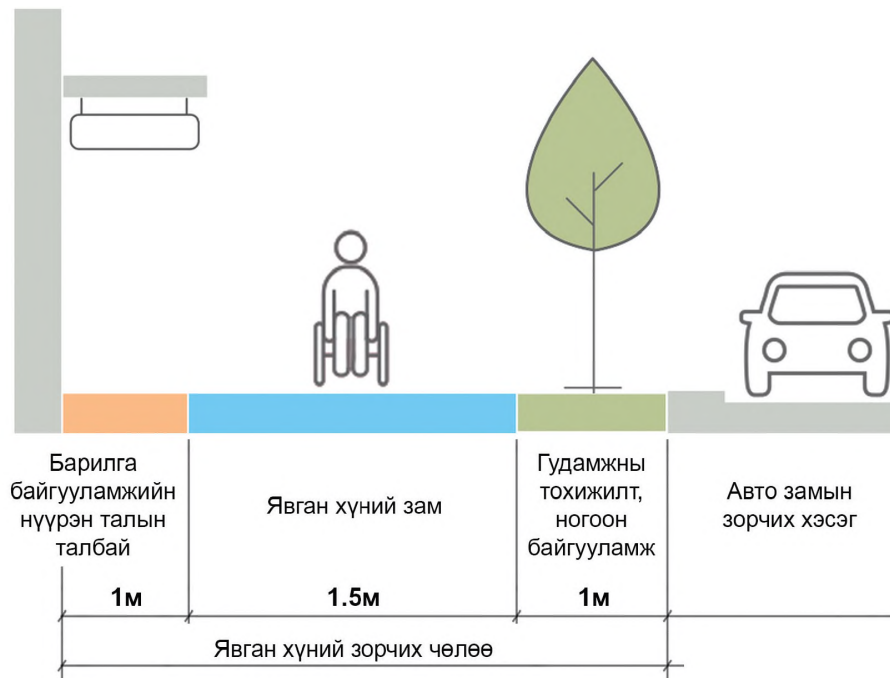 Барилга
байгууламжийн
нүүрэн талын
талбай
Явган хүний зам
Гудамжны
тохижилт,
ногоон
байгууламж
Авто замын
зорчих хэсэг
1м
1.5м
1м
Явган хүний зорчих чөлөө